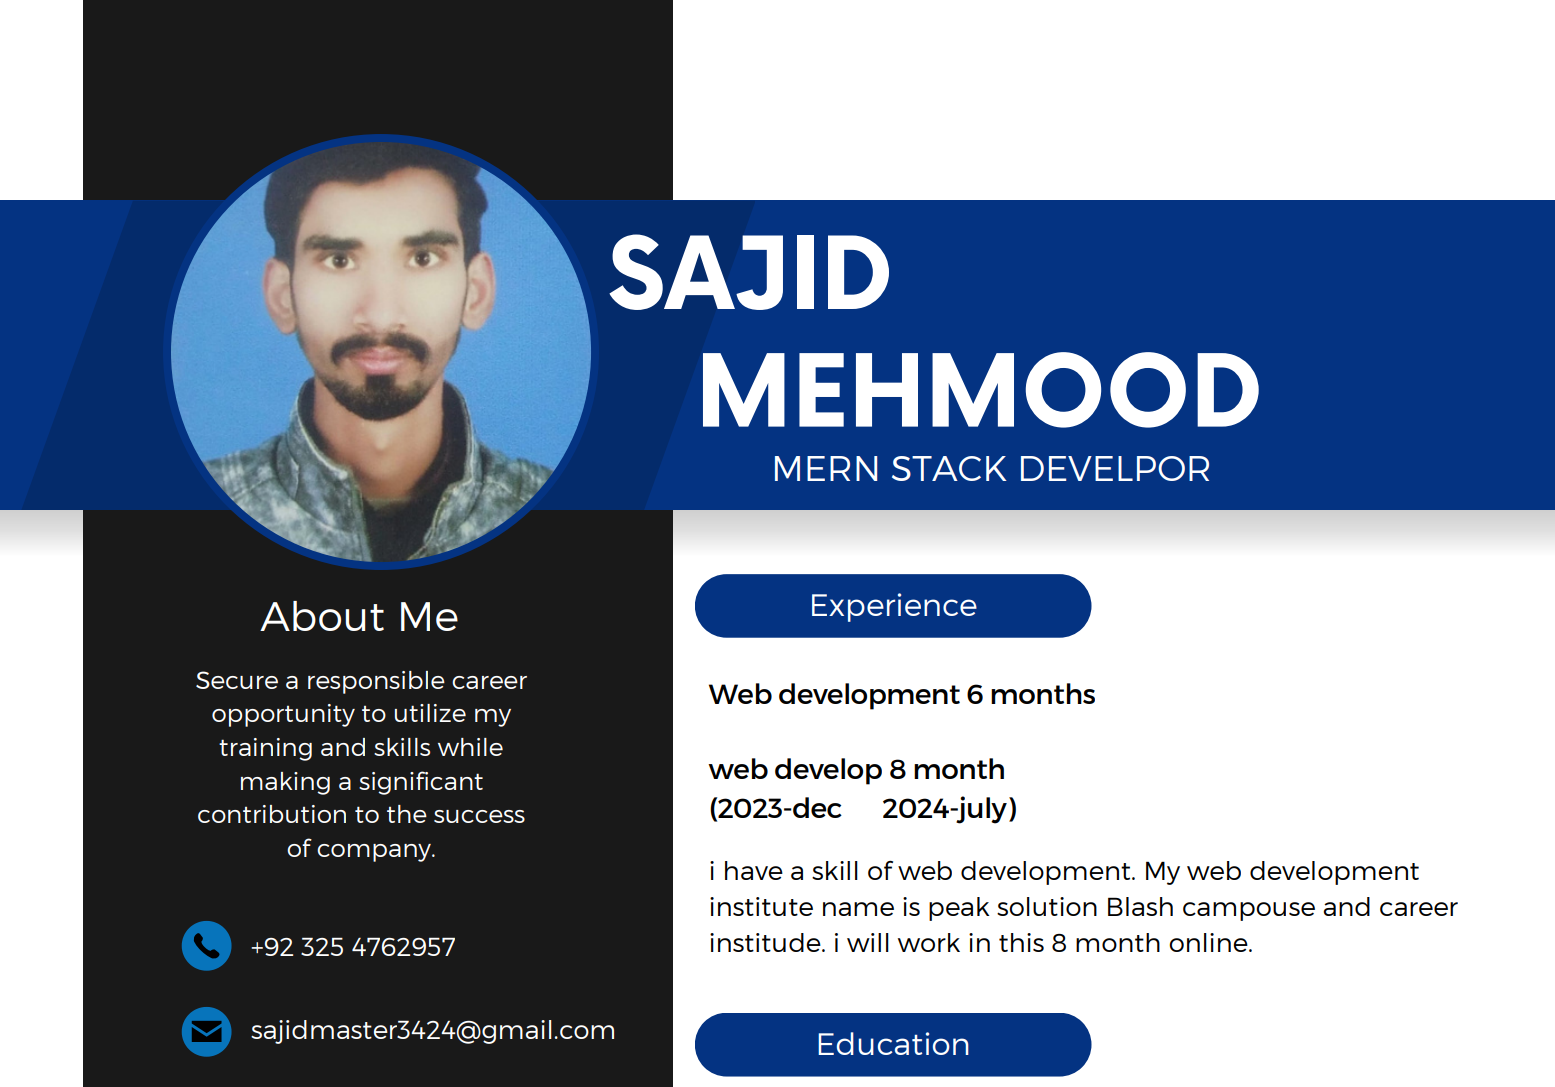 SAJID
MEHMOOD
MERN STACK DEVELPOR
About Me
Secure a responsible career
opportunity to utilize my
training and skills while
making a significant
contribution to the success
of company.
+92 325 4762957
sajidmaster3424@gmail.com
Experience
Web development 6 months
web develop 8 month
(2023-dec 2024-july)
i have a skill of web development. My web development
institute name is peak solution Blash campouse and career
institude. i will work in this 8 month online.
Education